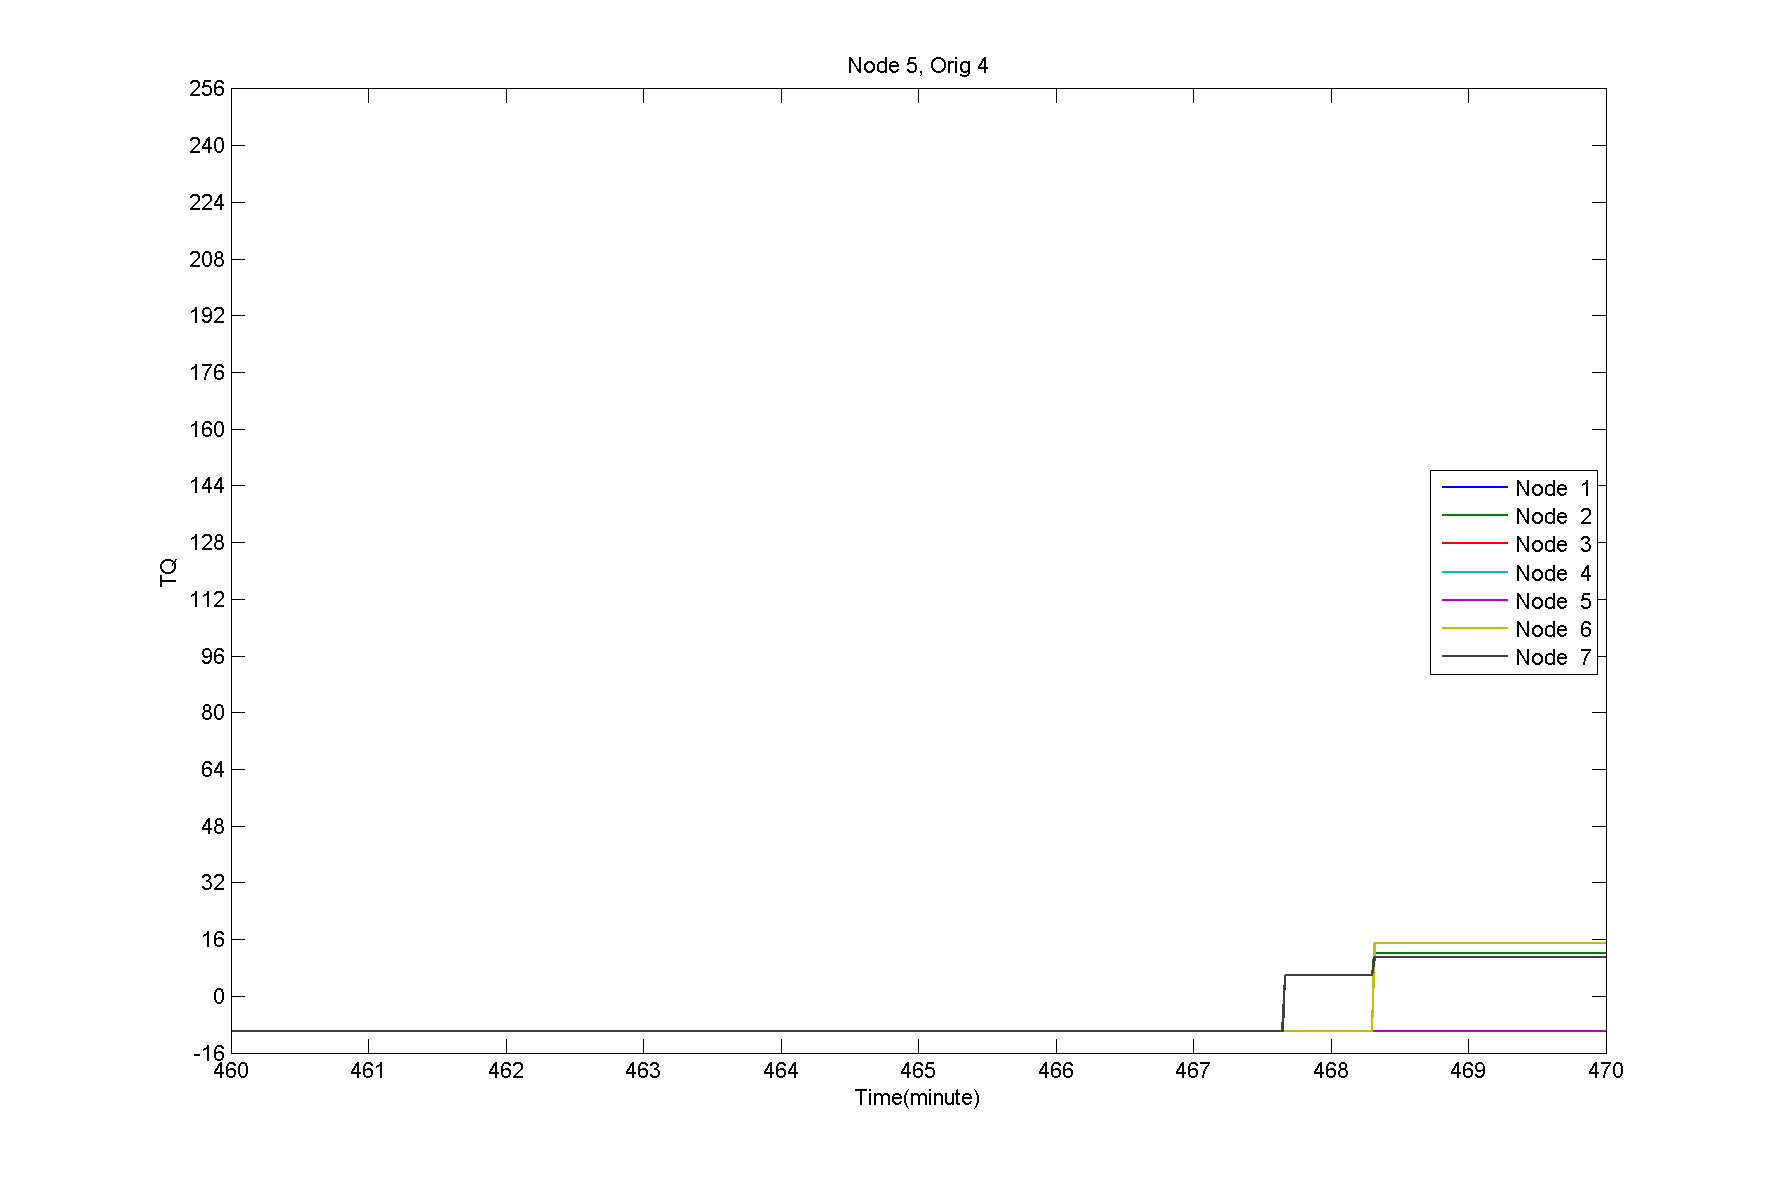 Node 5, Orig 4
256
240
224
208
192
176
160
144
128
112
96
80
64
48
32
16
0
-16
TQ
Node 1
Node 2
Node 3
Node 4
Node 5
Node 6
Node 7
460 461 462 463 464 465 466 467 468 469 470
Time(minute)